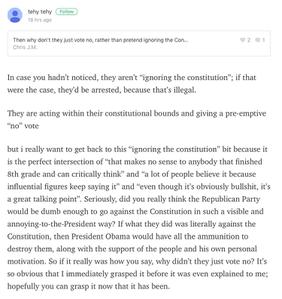 tehy tehy Follow
18 hrs ago
Then why don't they just vote no, rather than pretend ignoring the Con...
2 1
Chris J.M.
In case you hadn't noticed, they aren't “ignoring the constitution”; if that
were the case, they'd be arrested, because that's illegal.
They are acting within their constitutional bounds and giving a pre-emptive
“no” vote
but i really want to get back to this “ignoring the constitution” bit because it
is the perfect intersection of “that makes no sense to anybody that finished
8th grade and can critically think” and “a lot of people believe it because
influential figures keep saying it” and “even though it's obviously bullshit, it's
a great talking point”. Seriously, did you really think the Republican Party
would be dumb enough to go against the Constitution in such a visible and
annoying-to-the-President way? If what they did was literally against the
Constitution, then President Obama would have all the ammunition to
destroy them, along with the support of the people and his own personal
motivation. So if it really was how you say, why didn't they just vote no? It's
so obvious that I immediately grasped it before it was even explained to me;
hopefully you can grasp it now that it has been.